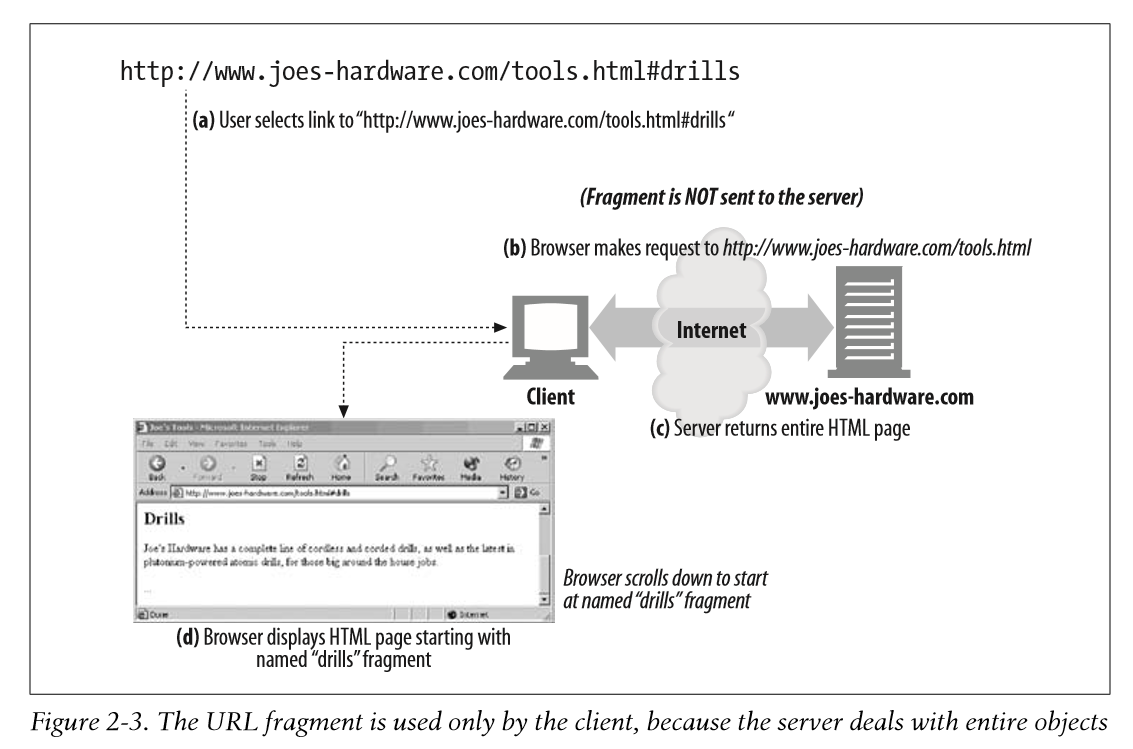 http://www.joes-hardware.com/tools.html#drills
(a) User selects link to “http://www.joes-hardware.com/tools.html#drills“
(Fragment is NOT sent to the server)
(b) Browser makes request to http://www.joes-hardware.com/tools.html
Internet
Client
www.joes-hardware.com
(c) Server returns entire HTML page
Joe's Tools - Microsoft Internet Explorer
File Edit View Favorites Tools Help
Back Forward Stop Refresh Home Search Favorites Media History
Address http://www.joes-hardware.com/tools.html#drills Go
Drills
Joe's Hardware has a complete line of cordless and corded drills, as well as the latest in
plutonium-powered atomic drills, for those big around the house jobs.
...
Done Internet
Browser scrolls down to start
at named “drills” fragment
(d) Browser displays HTML page starting with
named “drills” fragment
Figure 2-3. The URL fragment is used only by the client, because the server deals with entire objects